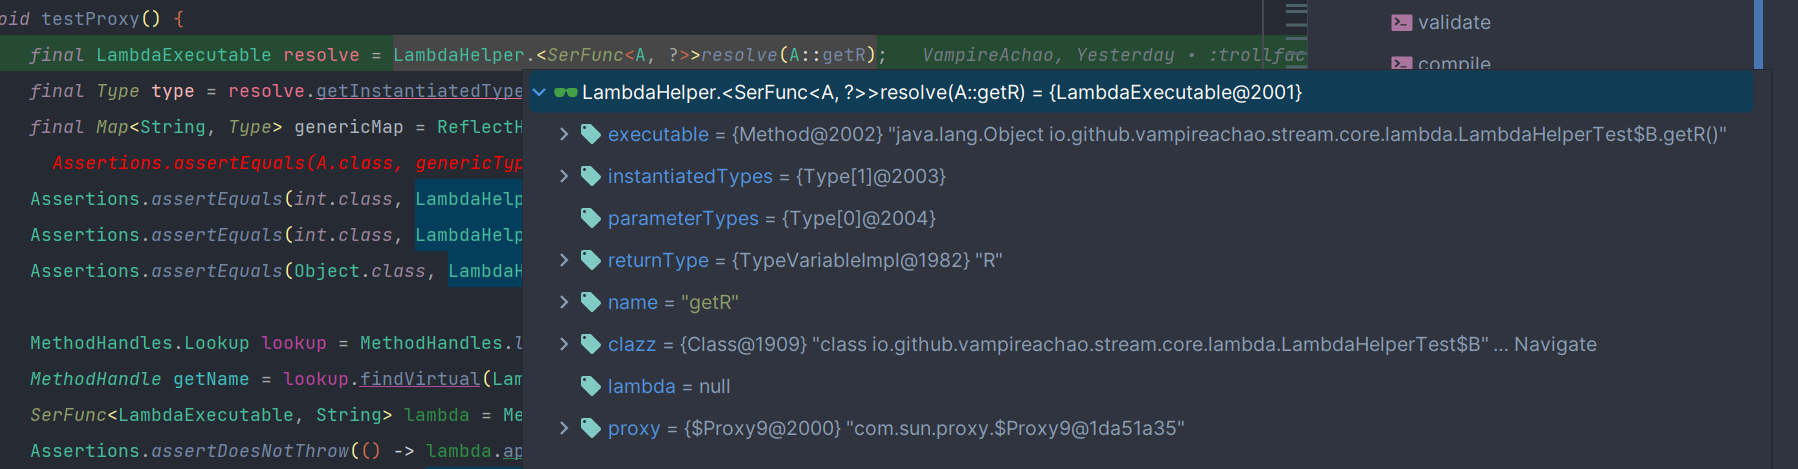 oid testProxy() {
final LambdaExecutable resolve = LambdaHelper.<SerFunc<A, ?>>resolve(A::getR); VampireAchao, Yesterday • :trollfac
final Type type = resolve.getInstantiatedType
final Map<String, Type> genericMap = ReflectH
Assertions.assertEquals(A.class, genericTyp
Assertions.assertEquals(int.class, LambdaHelp
Assertions.assertEquals(int.class, LambdaHelp
Assertions.assertEquals(Object.class, LambdaH
MethodHandles.Lookup lookup = MethodHandles.l
MethodHandle getName = lookup.findVirtual(Lam
SerFunc<LambdaExecutable, String> lambda = Me
Assertions.assertDoesNotThrow(() -> lambda.ap
validate
compile
LambdaHelper.<SerFunc<A, ?>>resolve(A::getR) = {LambdaExecutable@2001}
executable = {Method@2002} "java.lang.Object io.github.vampireachao.stream.core.lambda.LambdaHelperTest$B.getR()"
instantiatedTypes = {Type[1]@2003}
parameterTypes = {Type[0]@2004}
returnType = {TypeVariableImpl@1982} "R"
name = "getR"
clazz = {Class@1909} "class io.github.vampireachao.stream.core.lambda.LambdaHelperTest$B" ... Navigate
lambda = null
proxy = {$Proxy9@2000} "com.sun.proxy.$Proxy9@1da51a35"